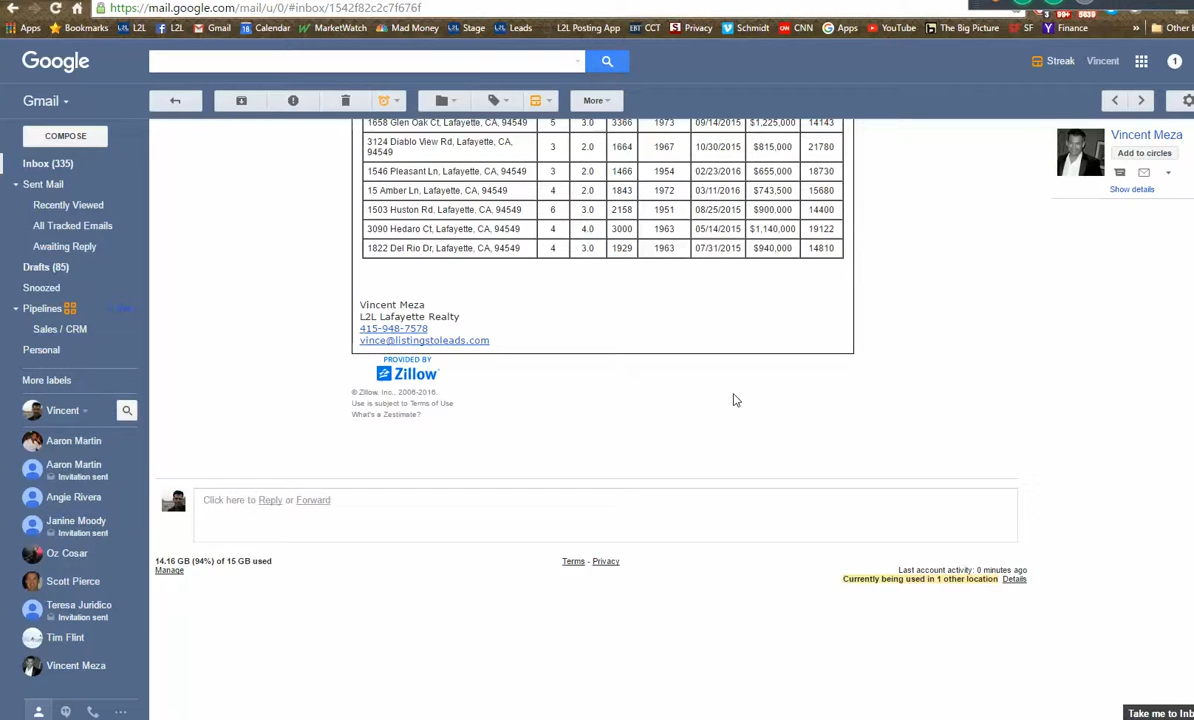 https://mail.google.com/mail/u/0/#inbox/1542f82c2c7f676f
Apps Bookmarks L2L Leads Gmail Calendar MarketWatch Mad Money Stage Leads L2L Posting App EBT CCT Privacy Schmidt CNN Apps YouTube The Big Picture SF Yahoo Finance » Other
Google
Streak Vincent 1
Gmail
More
COMPOSE
Inbox (335)
Sent Mail
Recently Viewed
All Tracked Emails
Awaiting Reply
Drafts (85)
Snoozed
Pipelines
Sales / CRM
Personal
More labels
Vincent
Aaron Martin
Aaron Martin
Invitation sent
Angie Rivera
Janine Moody
Invitation sent
Oz Cosar
Scott Pierce
Teresa Juridico
Invitation sent
Tim Flint
Vincent Meza
1658 Glen Oak Ct, Lafayette, CA, 94549 5 3.0 3366 1973 09/14/2015 $1,225,000 14143
3124 Diablo View Rd, Lafayette, CA,
94549 3 2.0 1664 1967 10/30/2015 $815,000 21780
1546 Pleasant Ln, Lafayette, CA, 94549 3 2.0 1466 1954 02/23/2016 $655,000 18730
15 Amber Ln, Lafayette, CA, 94549 4 2.0 1843 1972 03/11/2016 $743,500 15680
1503 Huston Rd, Lafayette, CA, 94549 6 3.0 2158 1951 08/25/2015 $900,000 14400
3090 Hedaro Ct, Lafayette, CA, 94549 4 4.0 3000 1963 05/14/2015 $1,140,000 19122
1822 Del Rio Dr, Lafayette, CA, 94549 4 3.0 1929 1963 07/31/2015 $940,000 14810
Vincent Meza
L2L Lafayette Realty
415-948-7578
vince@listingstoleads.com
PROVIDED BY
Zillow
© Zillow, Inc., 2006-2016.
Use is subject to Terms of Use
What's a Zestimate?
Click here to Reply or Forward
14.16 GB (94%) of 15 GB used
Manage
Terms - Privacy
Last account activity: 0 minutes ago
Currently being used in 1 other location Details
Vincent Meza
Add to circles
Show details
Take me to Inb